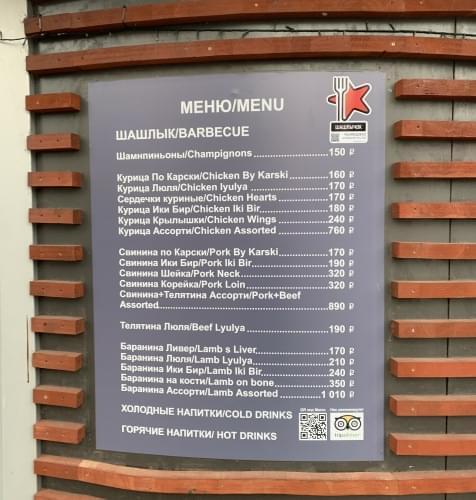 МЕНЮ/MENU
ШАШЛЫЧОК
ШАШЛЫК/BARBECUE
Шампиньоны/Champignons 150 ₽
Курица По Карски/Chicken By Karski 160 ₽
Курица Люля/Chicken lyulya 170 ₽
Сердечки куриные/Chicken Hearts 170 ₽
Курица Ики Бир/Chicken Iki Bir 180 ₽
Курица Крылышки/Chicken Wings 240 ₽
Курица Ассорти/Chicken Assorted 760 ₽
Свинина по Карски/Pork By Karski 170 ₽
Свинина Ики Бир/Pork Iki Bir 190 ₽
Свинина Шейка/Pork Neck 320 ₽
Свинина Корейка/Pork Loin 320 ₽
Свинина+Телятина Ассорти/Pork+Beef
Assorted 890 ₽
Телятина Люля/Beef Lyulya 190 ₽
Баранина Ливер/Lamb s Liver 170 ₽
Баранина Люля/Lamb Lyulya 210 ₽
Баранина Ики Бир/Lamb Iki Bir 240 ₽
Баранина на кости/Lamb on bone 350 ₽
Баранина Ассорти/Lamb Assorted 1 010 ₽
ХОЛОДНЫЕ НАПИТКИ/COLD DRINKS
ГОРЯЧИЕ НАПИТКИ/ HOT DRINKS